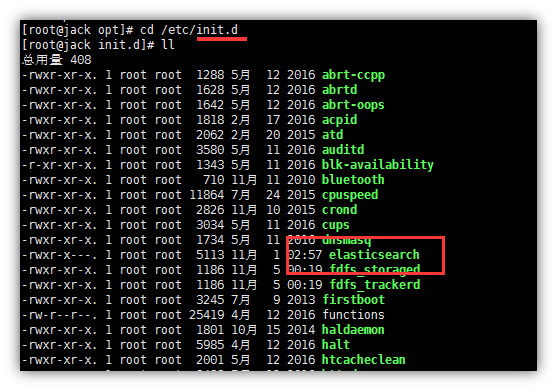 [root@jack opt]# cd /etc/init.d
[root@jack init.d]# ll
总用量 408
-rwxr-xr-x. 1 root root  1288 5月  12 2016 abrt-ccpp
-rwxr-xr-x. 1 root root  1628 5月  12 2016 abrtd
-rwxr-xr-x. 1 root root  1642 5月  12 2016 abrt-oops
-rwxr-xr-x. 1 root root  1818 2月  17 2016 acpid
-rwxr-xr-x. 1 root root  2062 2月  20 2015 atd
-rwxr-xr-x. 1 root root  3580 5月  11 2016 auditd
-r-xr-xr-x. 1 root root  1343 5月  11 2016 blk-availability
-rwxr-xr-x. 1 root root   710 11月 11 2010 bluetooth
-rwxr-xr-x. 1 root root 11864 7月  24 2015 cpuspeed
-rwxr-xr-x. 1 root root  2826 11月 10 2015 crond
-rwxr-xr-x. 1 root root  3034 5月  11 2016 cups
-rwxr-xr-x. 1 root root  1734 5月  11 2016 dnsmasq
-rwxr-x---. 1 root root  5113 11月  1 02:57 elasticsearch
-rwxr-xr-x. 1 root root  1186 11月  5 00:19 fdfs_storaged
-rwxr-xr-x. 1 root root  1186 11月  5 00:19 fdfs_trackerd
-rwxr-xr-x. 1 root root  3245 7月   9 2013 firstboot
-rw-r--r--. 1 root root 25419 4月  12 2016 functions
-rwxr-xr-x. 1 root root  1801 10月 15 2014 haldaemon
-rwxr-xr-x. 1 root root  5985 4月  12 2016 halt
-rwxr-xr-x. 1 root root  2001 5月  12 2016 htcacheclean